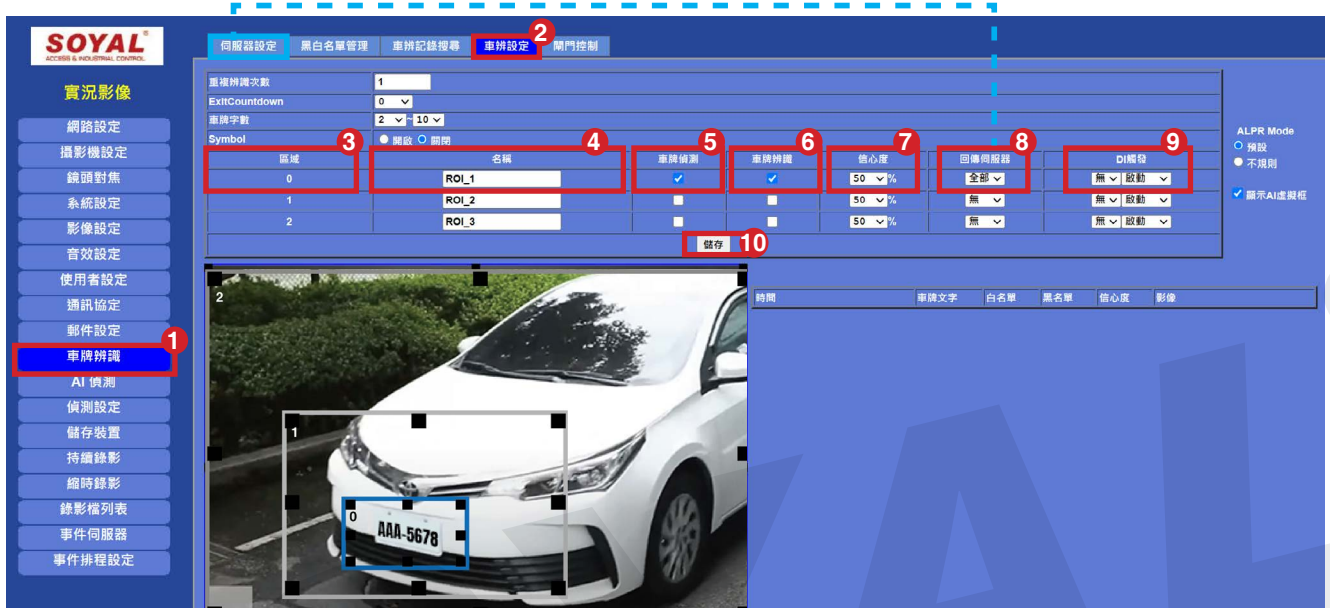 SOYAL®
ACCESS & INDUSTRIAL CONTROL
實況影像
網路設定
攝影機設定
鏡頭對焦
系統設定
影像設定
音效設定
使用者設定
通訊協定
郵件設定
車牌辨識 1
AI 偵測
偵測設定
儲存裝置
持續錄影
縮時錄影
錄影檔列表
事件伺服器
事件排程設定
伺服器設定 黑白名單管理 車辨記錄搜尋 車辨設定 2 閘門控制
重複辨識次數 1
ExitCountdown 0
車牌字數 2 ~ 10
Symbol 開啟 關閉
區域 3 名稱 4 車牌偵測 5 車牌辨識 6 信心度 7 回傳伺服器 8 DI觸發 9
0 ROI_1 50 % 全部 無 啟動
1 ROI_2 50 % 無 無 啟動
2 ROI_3 50 % 無 無 啟動
儲存 10
ALPR Mode
預設
不規則
顯示AI虛擬框
2
1
0
AAA-5678
時間 車牌文字 白名單 黑名單 信心度 影像
SOYAL